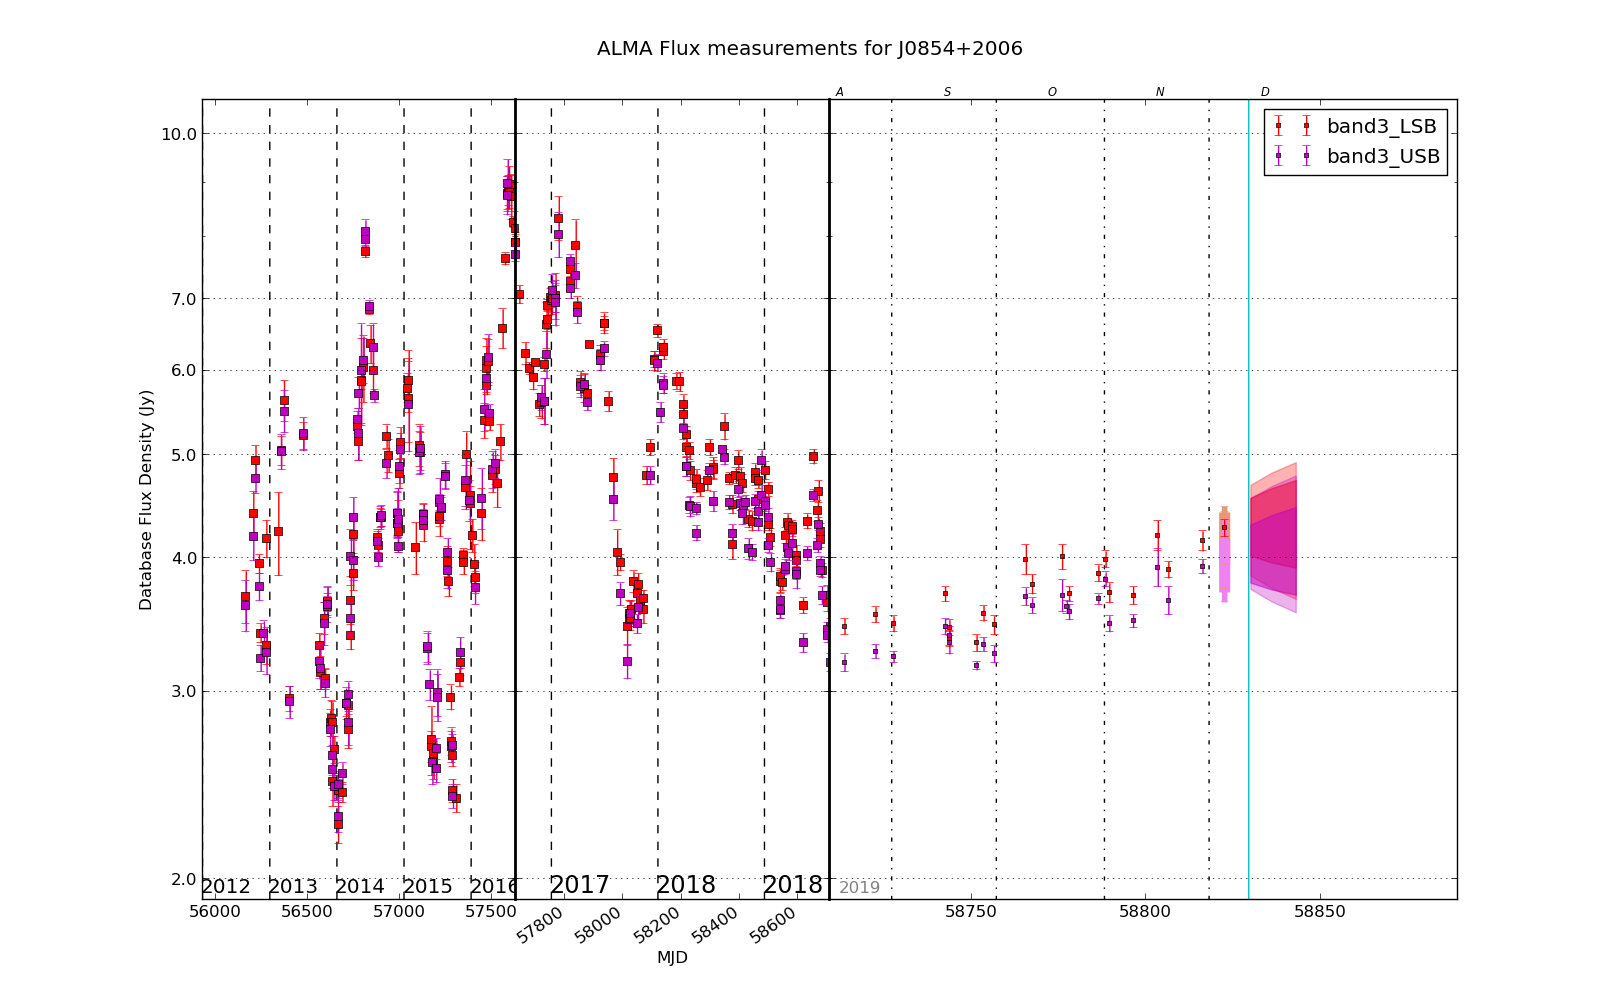 ALMA Flux measurements for J0854+2006
A S O N D
band3_LSB
band3_USB
10.0
7.0
6.0
5.0
4.0
3.0
2.0
Database Flux Density (Jy)
2012 2013 2014 2015 2016 2017 2018 2018 2019
56000 56500 57000 57500 57800 58000 58200 58400 58600 58750 58800 58850
MJD